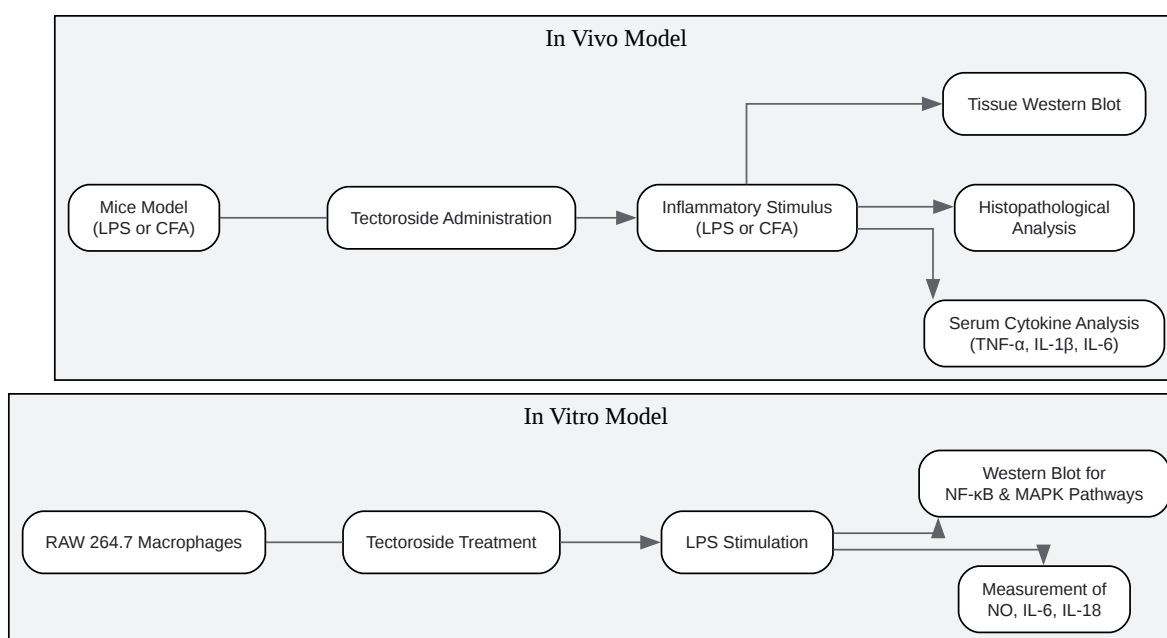 In Vivo Model
Tissue Western Blot
Mice Model
(LPS or CFA)
Tectoroside Administration
Inflammatory Stimulus
(LPS or CFA)
Histopathological
Analysis
Serum Cytokine Analysis
(TNF-α, IL-1β, IL-6)
In Vitro Model
Western Blot for
NF-κB & MAPK Pathways
RAW 264.7 Macrophages
Tectoroside Treatment
LPS Stimulation
Measurement of
NO, IL-6, IL-18